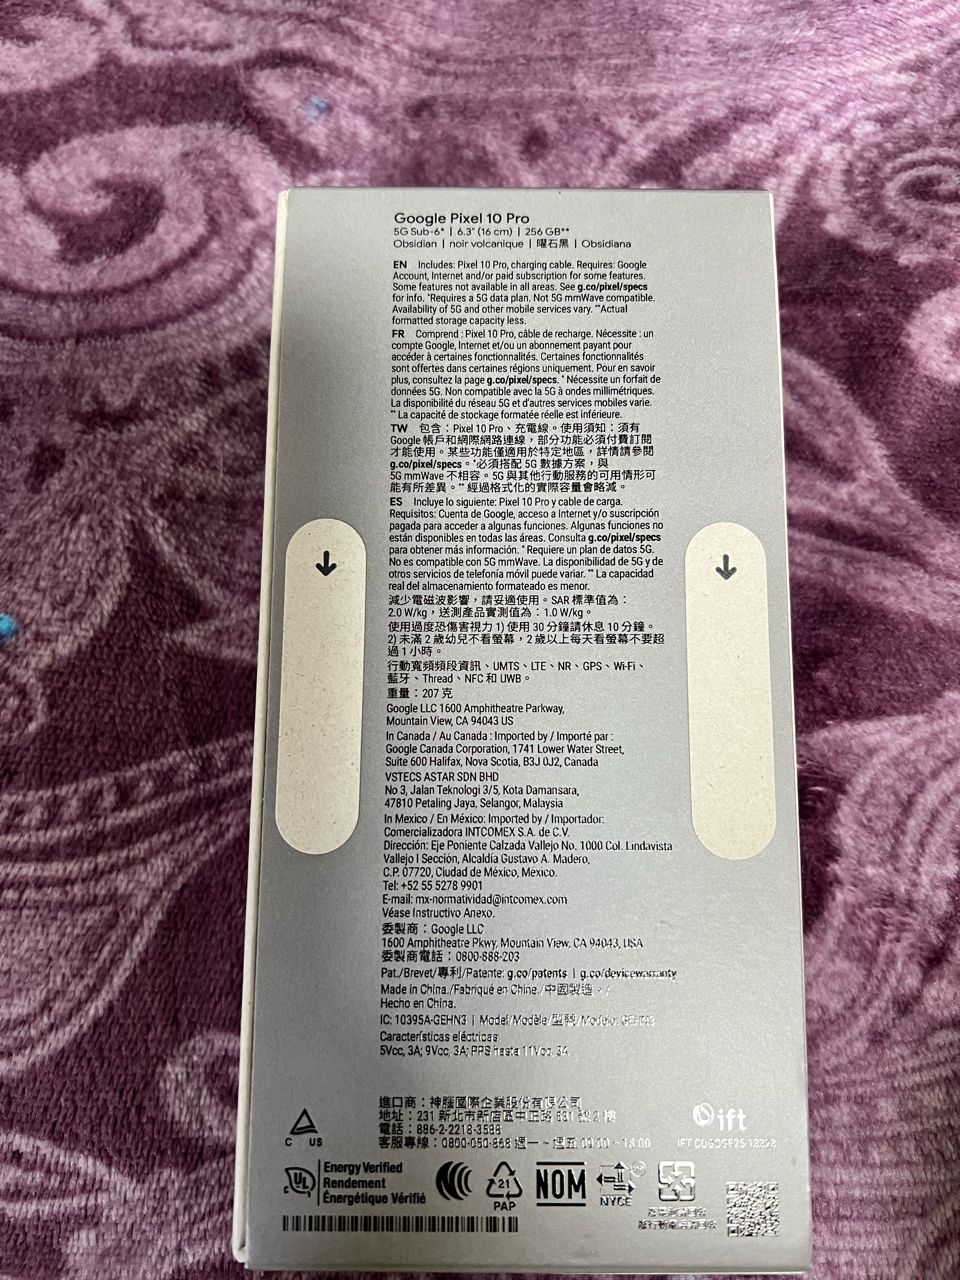 Google Pixel 10 Pro
5G Sub-6* | 6.3" (16 cm) | 256 GB**
Obsidian | noir volcanique | 曜石黑 | Obsidiana
EN Includes: Pixel 10 Pro, charging cable. Requires: Google
Account, Internet and/or paid subscription for some features.
Some features not available in all areas. See g.co/pixel/specs
for info. *Requires a 5G data plan. Not 5G mmWave compatible.
Availability of 5G and other mobile services vary. **Actual
formatted storage capacity less.
FR Comprend : Pixel 10 Pro, câble de recharge. Nécessite : un
compte Google, Internet et/ou un abonnement payant pour
accéder à certaines fonctionnalités. Certaines fonctionnalités
sont offertes dans certaines régions uniquement. Pour en savoir
plus, consultez la page g.co/pixel/specs. * Nécessite un forfait de
données 5G. Non compatible avec la 5G à ondes millimétriques.
La disponibilité du réseau 5G et d'autres services mobiles varie.
** La capacité de stockage formatée réelle est inférieure.
TW 包含：Pixel 10 Pro、充電線。使用須知：須有
Google 帳戶和網際網路連線，部分功能必須付費訂閱
才能使用。某些功能僅適用於特定地區，詳情請參閱
g.co/pixel/specs。*必須搭配 5G 數據方案，與
5G mmWave 不相容。5G 與其他行動服務的可用情形可
能有所差異。** 經過格式化的實際容量會略減。
ES Incluye lo siguiente: Pixel 10 Pro y cable de carga.
Requisitos: Cuenta de Google, acceso a Internet y/o suscripción
pagada para acceder a algunas funciones. Algunas funciones no
están disponibles en todas las áreas. Consulta g.co/pixel/specs
para obtener más información. * Requiere un plan de datos 5G.
No es compatible con 5G mmWave. La disponibilidad de 5G y de
otros servicios de telefonía móvil puede variar. ** La capacidad
real del almacenamiento formateado es menor.
減少電磁波影響，請妥適使用。SAR 標準值為：
2.0 W/kg，送測產品實測值為：1.0 W/kg。
使用過度恐傷害視力 1) 使用 30 分鐘請休息 10 分鐘。
2) 未滿 2 歲幼兒不看螢幕，2 歲以上每天看螢幕不要超
過 1 小時。
行動寬頻頻段資訊、UMTS、LTE、NR、GPS、Wi-Fi、
藍牙、Thread、NFC 和 UWB。
重量：207 克
Google LLC 1600 Amphitheatre Parkway,
Mountain View, CA 94043 US
In Canada / Au Canada : Imported by / Importé par :
Google Canada Corporation, 1741 Lower Water Street,
Suite 600 Halifax, Nova Scotia, B3J 0J2, Canada
VSTECS ASTAR SDN BHD
No 3, Jalan Teknologi 3/5, Kota Damansara,
47810 Petaling Jaya, Selangor, Malaysia
In Mexico / En México: Imported by / Importador:
Comercializadora INTCOMEX S.A. de C.V.
Dirección: Eje Poniente Calzada Vallejo No. 1000 Col. Lindavista
Vallejo I Sección, Alcaldía Gustavo A. Madero,
C.P. 07720, Ciudad de México, México.
Tel: +52 55 5278 9901
E-mail: mx-normatividad@intcomex.com
Véase Instructivo Anexo.
委製商：Google LLC
1600 Amphitheatre Pkwy, Mountain View, CA 94043, USA
委製商電話：0800-888-203
Pat./Brevet/專利/Patente: g.co/patents | g.co/devicewarranty
Made in China./Fabriqué en Chine./中國製造。/
Hecho en China.
IC: 10395A-GEHN3 | Model/Modèle/型號/Modelo:
Características eléctricas:
5Vcc, 3A; 9Vcc, 3A; PPS hasta 11Vcc, 3A
進口商：神腦國際企業股份有限公司
地址：231 新北市新店區中正路 531 號 2 樓
電話：886-2-2218-3588
客服專線：0800-050-868 週一 ~ 週五 09:00 ~ 18:00
ift
C US
UL
Energy Verified
Rendement
Énergétique Vérifié
21
PAP
NOM
NYCE